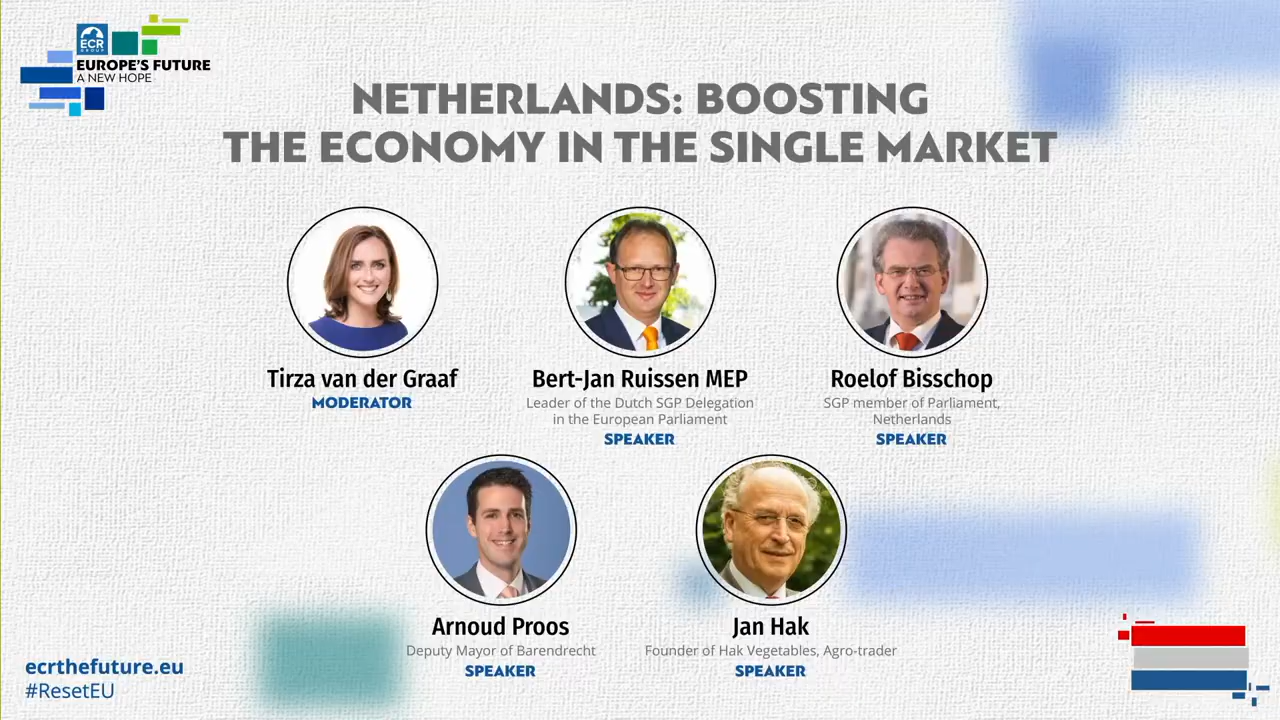 ECR
GROUP
EUROPE'S FUTURE
A NEW HOPE
NETHERLANDS: BOOSTING
THE ECONOMY IN THE SINGLE MARKET
Tirza van der Graaf
MODERATOR
Bert-Jan Ruissen MEP
Leader of the Dutch SGP Delegation
in the European Parliament
SPEAKER
Roelof Bisschop
SGP member of Parliament,
Netherlands
SPEAKER
Arnoud Proos
Deputy Mayor of Barendrecht
SPEAKER
Jan Hak
Founder of Hak Vegetables, Agro-trader
SPEAKER
ecrthefuture.eu
#ResetEU